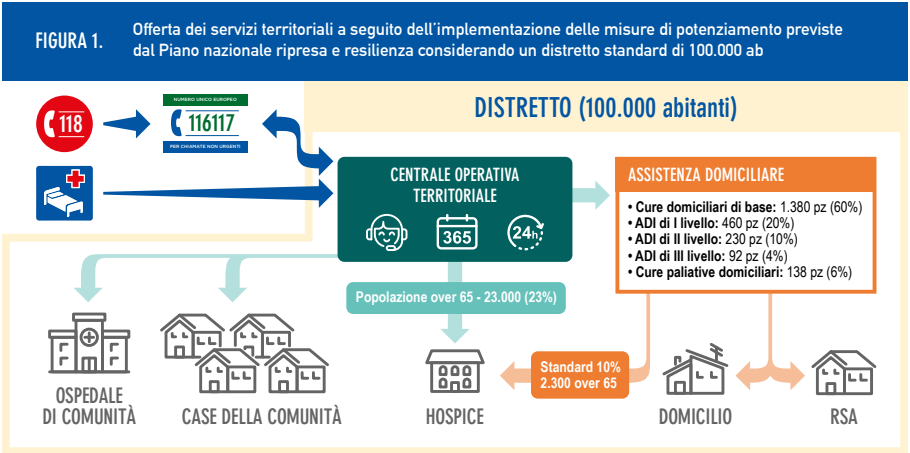 FIGURA 1.
Offerta dei servizi territoriali a seguito dell'implementazione delle misure di potenziamento previste
dal Piano nazionale ripresa e resilienza considerando un distretto standard di 100.000 ab
118
NUMERO UNICO EUROPEO
116117
PER CHIAMATE NON URGENTI
DISTRETTO (100.000 abitanti)
CENTRALE OPERATIVA
TERRITORIALE
365
24h
ASSISTENZA DOMICILIARE
• Cure domiciliari di base: 1.380 pz (60%)
• ADI di I livello: 460 pz (20%)
• ADI di II livello: 230 pz (10%)
• ADI di III livello: 92 pz (4%)
• Cure paliative domiciliari: 138 pz (6%)
Popolazione over 65 - 23.000 (23%)
Standard 10%
2.300 over 65
OSPEDALE
DI COMUNITÀ
CASE DELLA COMUNITÀ
HOSPICE
DOMICILIO
RSA